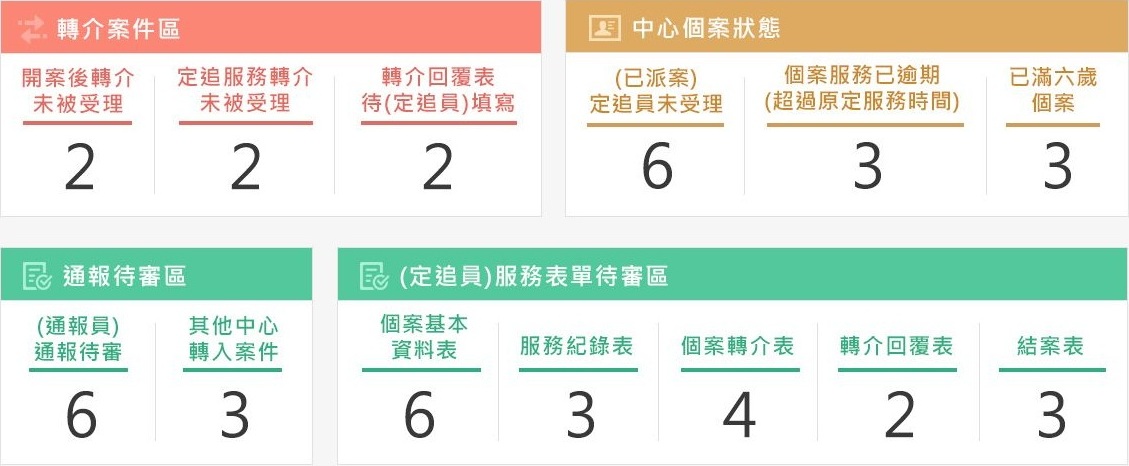 轉介案件區
開案後轉介
未被受理
2
定追服務轉介
未被受理
2
轉介回覆表
待(定追員)填寫
2
中心個案狀態
(已派案)
定追員未受理
6
個案服務已逾期
(超過原定服務時間)
3
已滿六歲
個案
3
通報待審區
(通報員)
通報待審
6
其他中心
轉入案件
3
(定追員)服務表單待審區
個案基本
資料表
6
服務紀錄表
3
個案轉介表
4
轉介回覆表
2
結案表
3